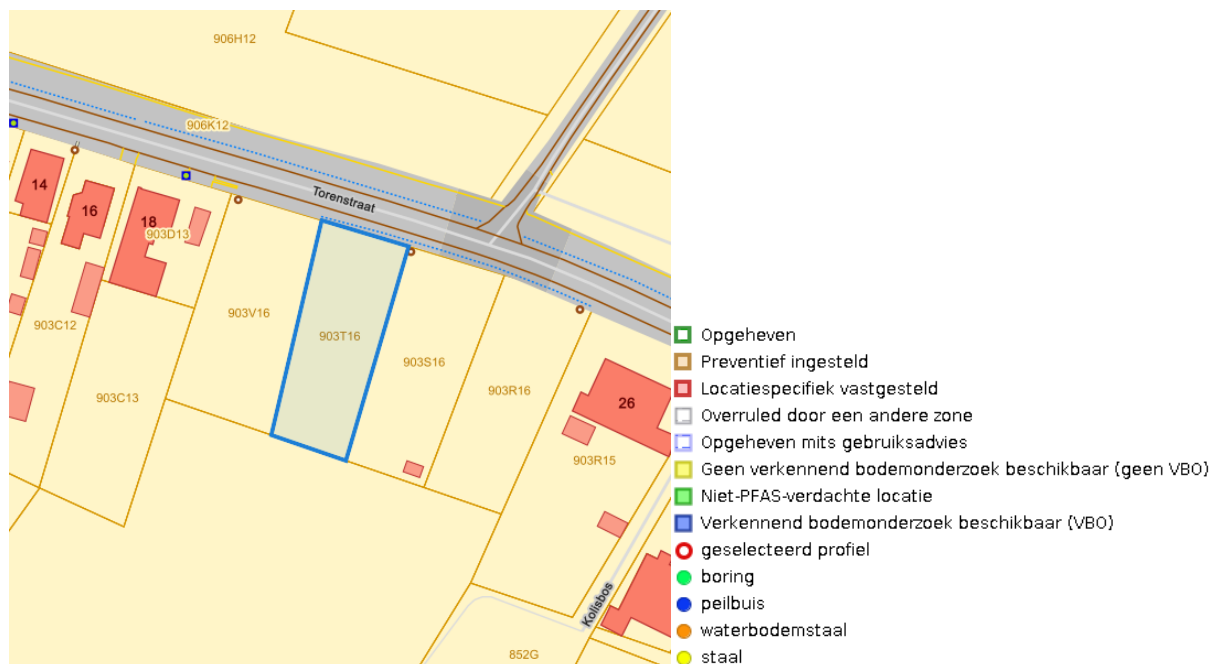 906H12
906K12
Torenstraat
14
16
18
903D13
903V16
903T16
903C12
903S16
903C13
903R16
26
903R15
Kolisbos
852G
Opgeheven
Preventief ingesteld
Locatiespecifiek vastgesteld
Overruled door een andere zone
Opgeheven mits gebruiksadvies
Geen verkennend bodemonderzoek beschikbaar (geen VBO)
Niet-PFAS-verdachte locatie
Verkennend bodemonderzoek beschikbaar (VBO)
geselecteerd profiel
boring
peilbuis
waterbodemstaal
staal